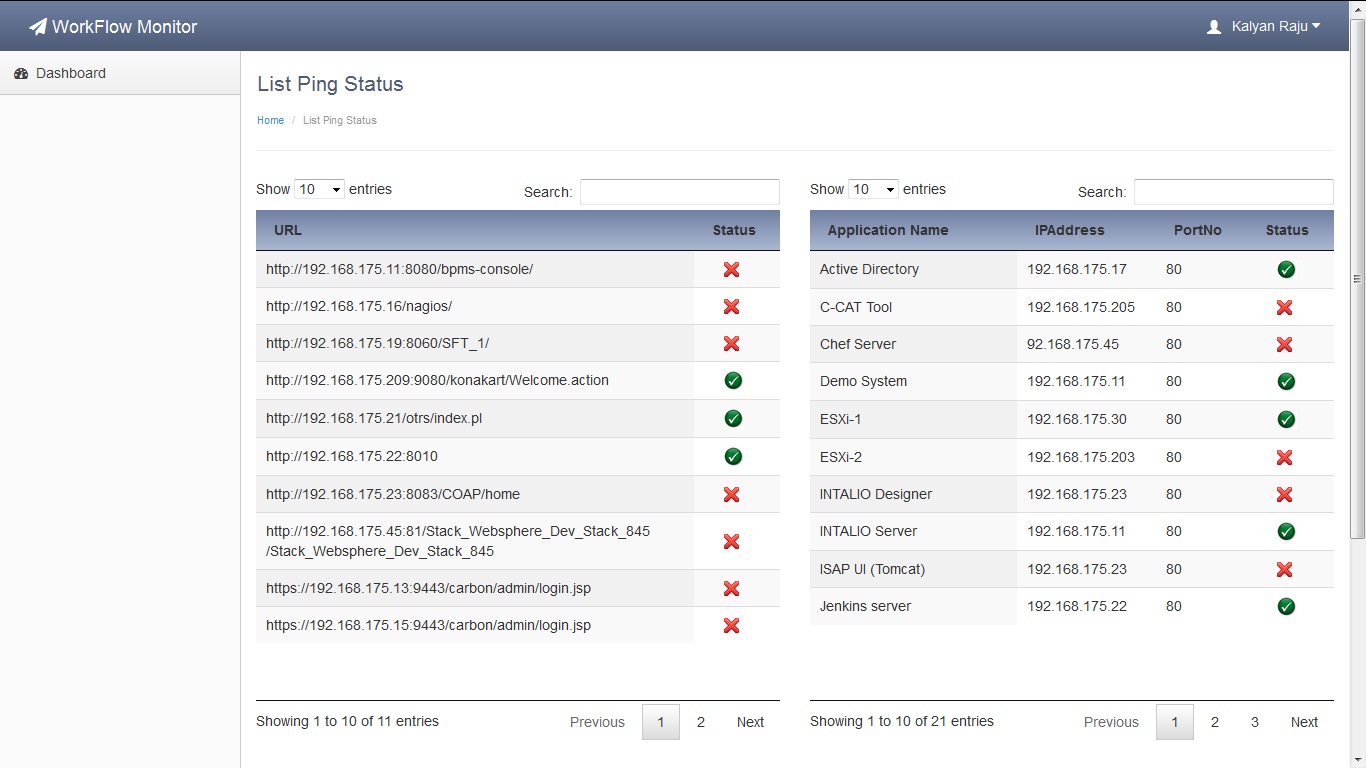 WorkFlow Monitor
Kalyan Raju
Dashboard
List Ping Status
Home / List Ping Status
Show 10 entries
Search:
URL Status
http://192.168.175.11:8080/bpms-console/
http://192.168.175.16/nagios/
http://192.168.175.19:8060/SFT_1/
http://192.168.175.209:9080/konakart/Welcome.action
http://192.168.175.21/otrs/index.pl
http://192.168.175.22:8010
http://192.168.175.23:8083/COAP/home
http://192.168.175.45:81/Stack_Websphere_Dev_Stack_845
/Stack_Websphere_Dev_Stack_845
https://192.168.175.13:9443/carbon/admin/login.jsp
https://192.168.175.15:9443/carbon/admin/login.jsp
Showing 1 to 10 of 11 entries
Previous 1 2 Next
Show 10 entries
Search:
Application Name IPAddress PortNo Status
Active Directory 192.168.175.17 80
C-CAT Tool 192.168.175.205 80
Chef Server 92.168.175.45 80
Demo System 192.168.175.11 80
ESXi-1 192.168.175.30 80
ESXi-2 192.168.175.203 80
INTALIO Designer 192.168.175.23 80
INTALIO Server 192.168.175.11 80
ISAP UI (Tomcat) 192.168.175.23 80
Jenkins server 192.168.175.22 80
Showing 1 to 10 of 21 entries
Previous 1 2 3 Next